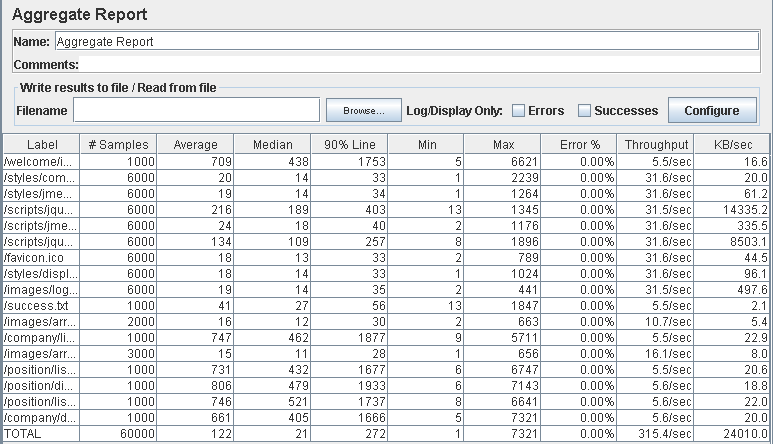 Aggregate Report
Name: Aggregate Report
Comments:
Write results to file / Read from file
Filename Browse... Log/Display Only: Errors Successes Configure
Label # Samples Average Median 90% Line Min Max Error % Throughput KB/sec
/welcome/i... 1000 709 438 1753 5 6621 0.00% 5.5/sec 16.6
/styles/com... 6000 20 14 33 1 2239 0.00% 31.6/sec 20.0
/styles/jme... 6000 19 14 34 1 1264 0.00% 31.6/sec 61.2
/scripts/jqu... 6000 216 189 403 13 1345 0.00% 31.5/sec 14335.2
/scripts/jme... 6000 24 18 40 2 1176 0.00% 31.6/sec 335.5
/scripts/jqu... 6000 134 109 257 8 1896 0.00% 31.6/sec 8503.1
/favicon.ico 6000 18 13 33 2 789 0.00% 31.6/sec 44.5
/styles/displ... 6000 18 14 33 1 1024 0.00% 31.6/sec 96.1
/images/log... 6000 19 14 35 2 441 0.00% 31.5/sec 497.6
/success.txt 1000 41 27 56 13 1847 0.00% 5.5/sec 2.1
/images/arr... 2000 16 12 30 2 663 0.00% 10.7/sec 5.4
/company/li... 1000 747 462 1877 9 5711 0.00% 5.5/sec 22.9
/images/arr... 3000 15 11 28 1 656 0.00% 16.1/sec 8.0
/position/lis... 1000 731 432 1677 6 6747 0.00% 5.5/sec 20.6
/position/di... 1000 806 479 1933 6 7143 0.00% 5.6/sec 18.8
/position/lis... 1000 746 521 1737 8 6641 0.00% 5.6/sec 22.0
/company/d... 1000 661 405 1666 5 7321 0.00% 5.6/sec 20.0
TOTAL 60000 122 21 272 1 7321 0.00% 315.4/sec 24010.0